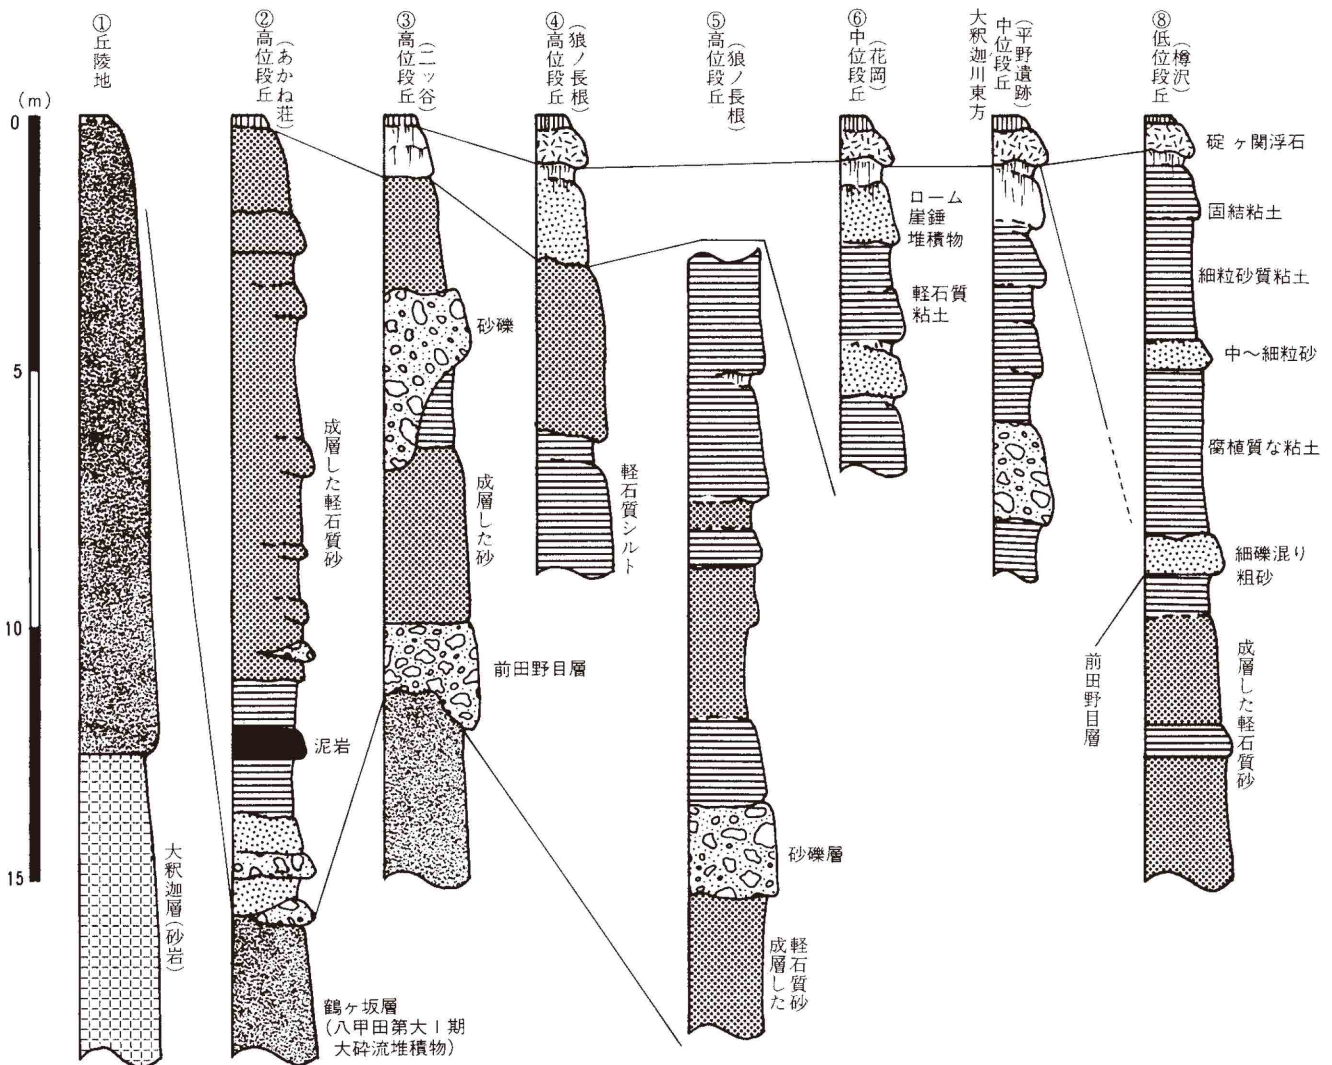 ①丘陵地
②高位段丘
（あかね荘）
③高位段丘
（二ッ谷）
④高位段丘
（狼ノ長根）
⑤高位段丘
（狼ノ長根）
⑥中位段丘
（花岡）
大釈迦川東方
中位段丘
（平野遺跡）
⑧低位段丘
（樽沢）
(m)
0
5
10
15
碇ヶ関浮石
固結粘土
細粒砂質粘土
中～細粒砂
腐植質な粘土
細礫混り
粗砂
成層した軽石質砂
前田野目層
ローム
崖錘
堆積物
軽石質
粘土
軽石質シルト
砂礫
成層した砂
前田野目層
成層した軽石質砂
泥岩
砂礫層
軽石質砂
成層した
大釈迦層(砂岩)
鶴ヶ坂層
(八甲田第大Ⅰ期
大砕流堆積物)